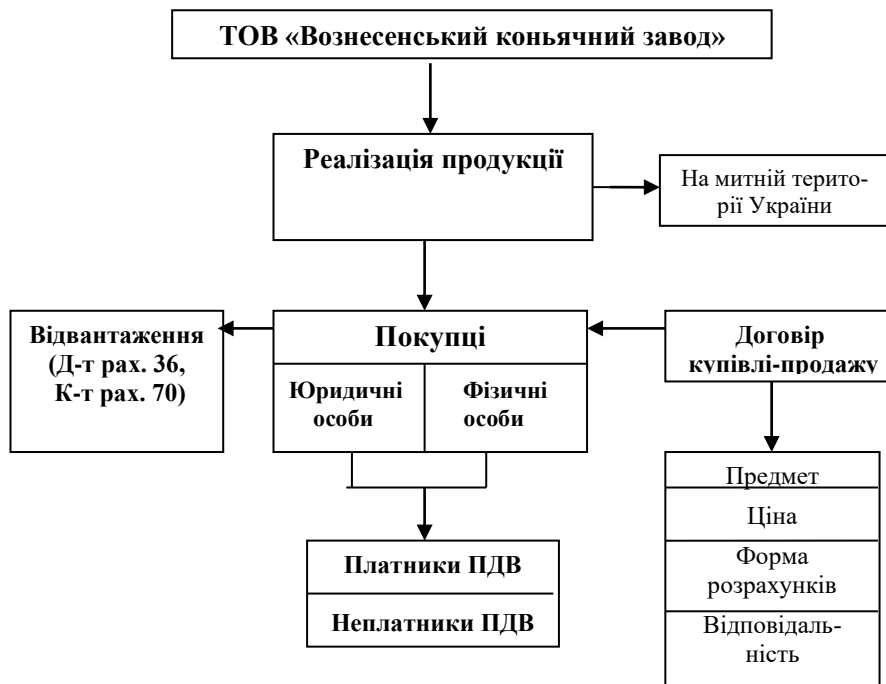 ТОВ «Вознесенський коньячний завод»
Реалізація продукції
На митній терито-
рії України
Відвантаження
(Д-т рах. 36,
К-т рах. 70)
Покупці
Юридичні
особи
Фізичні
особи
Договір
купівлі-продажу
Предмет
Ціна
Форма
розрахунків
Відповідаль-
ність
Платники ПДВ
Неплатники ПДВ